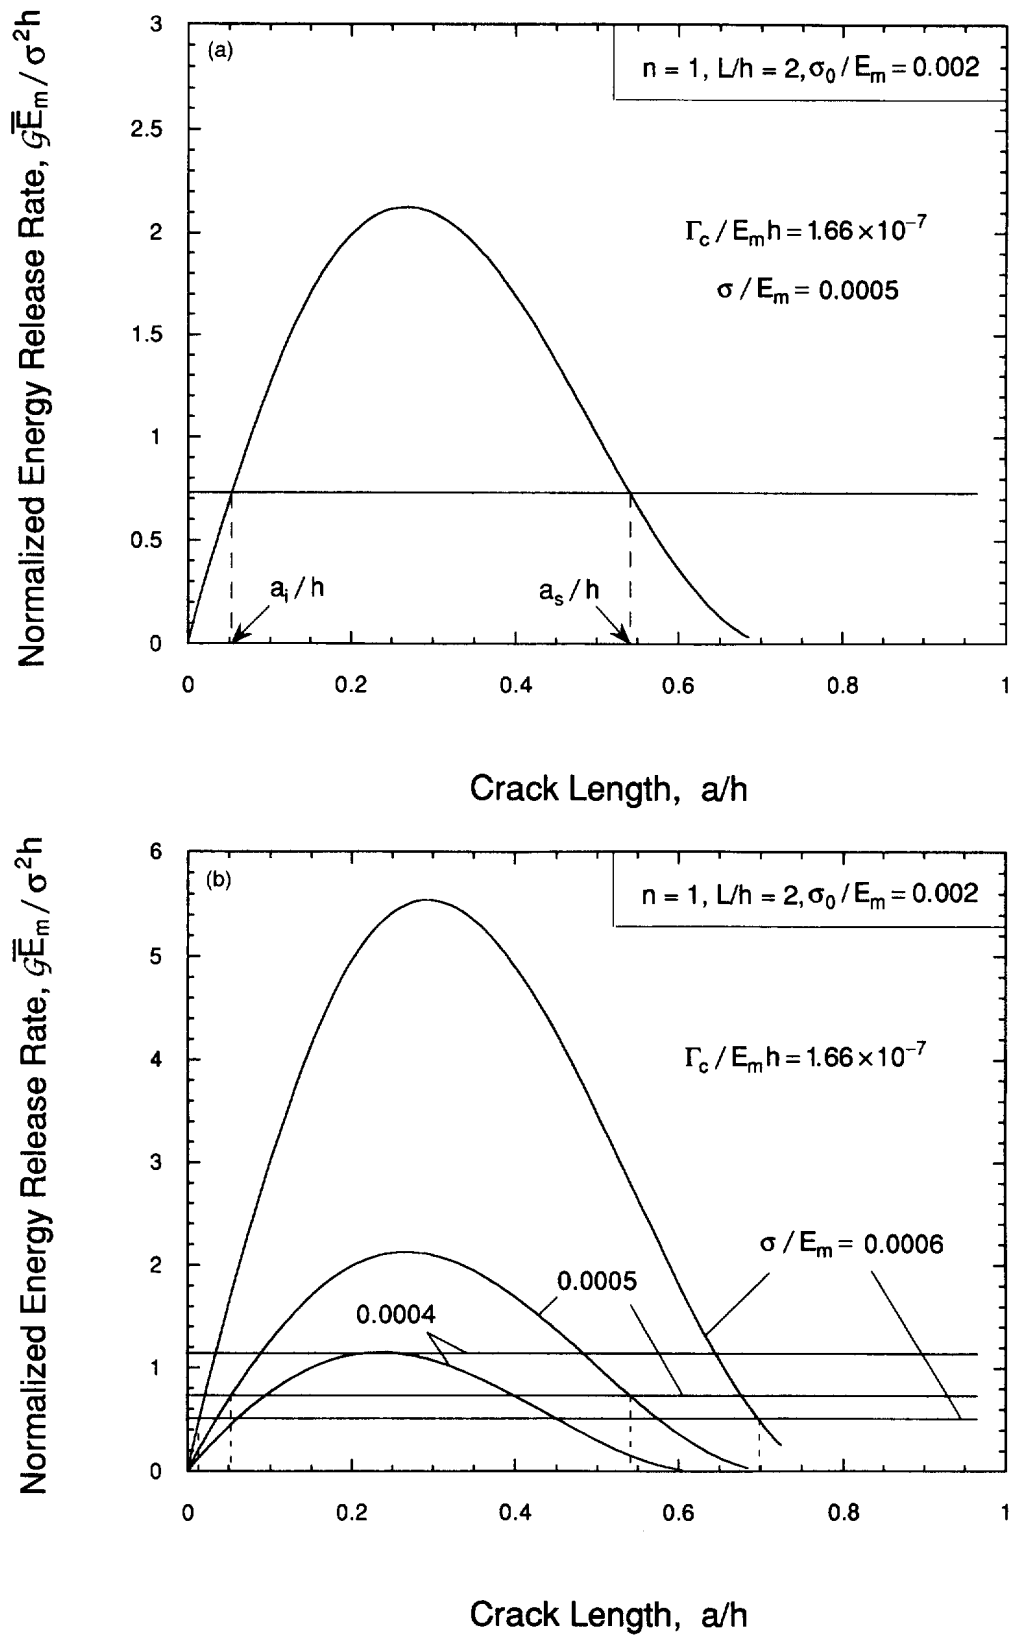 Normalized Energy Release Rate, 𝒢E̅m / σ²h
(a)
n = 1, L/h = 2, σ₀ / Eₘ = 0.002
Γc / Eₘh = 1.66 × 10⁻⁷
σ / Eₘ = 0.0005
3
2.5
2
1.5
1
0.5
0
aᵢ / h
aₛ / h
0 0.2 0.4 0.6 0.8 1
Crack Length, a/h
Normalized Energy Release Rate, 𝒢E̅m / σ²h
(b)
n = 1, L/h = 2, σ₀ / Eₘ = 0.002
Γc / Eₘh = 1.66 × 10⁻⁷
6
5
4
3
2
1
0
σ / Eₘ = 0.0006
0.0005
0.0004
0 0.2 0.4 0.6 0.8 1
Crack Length, a/h